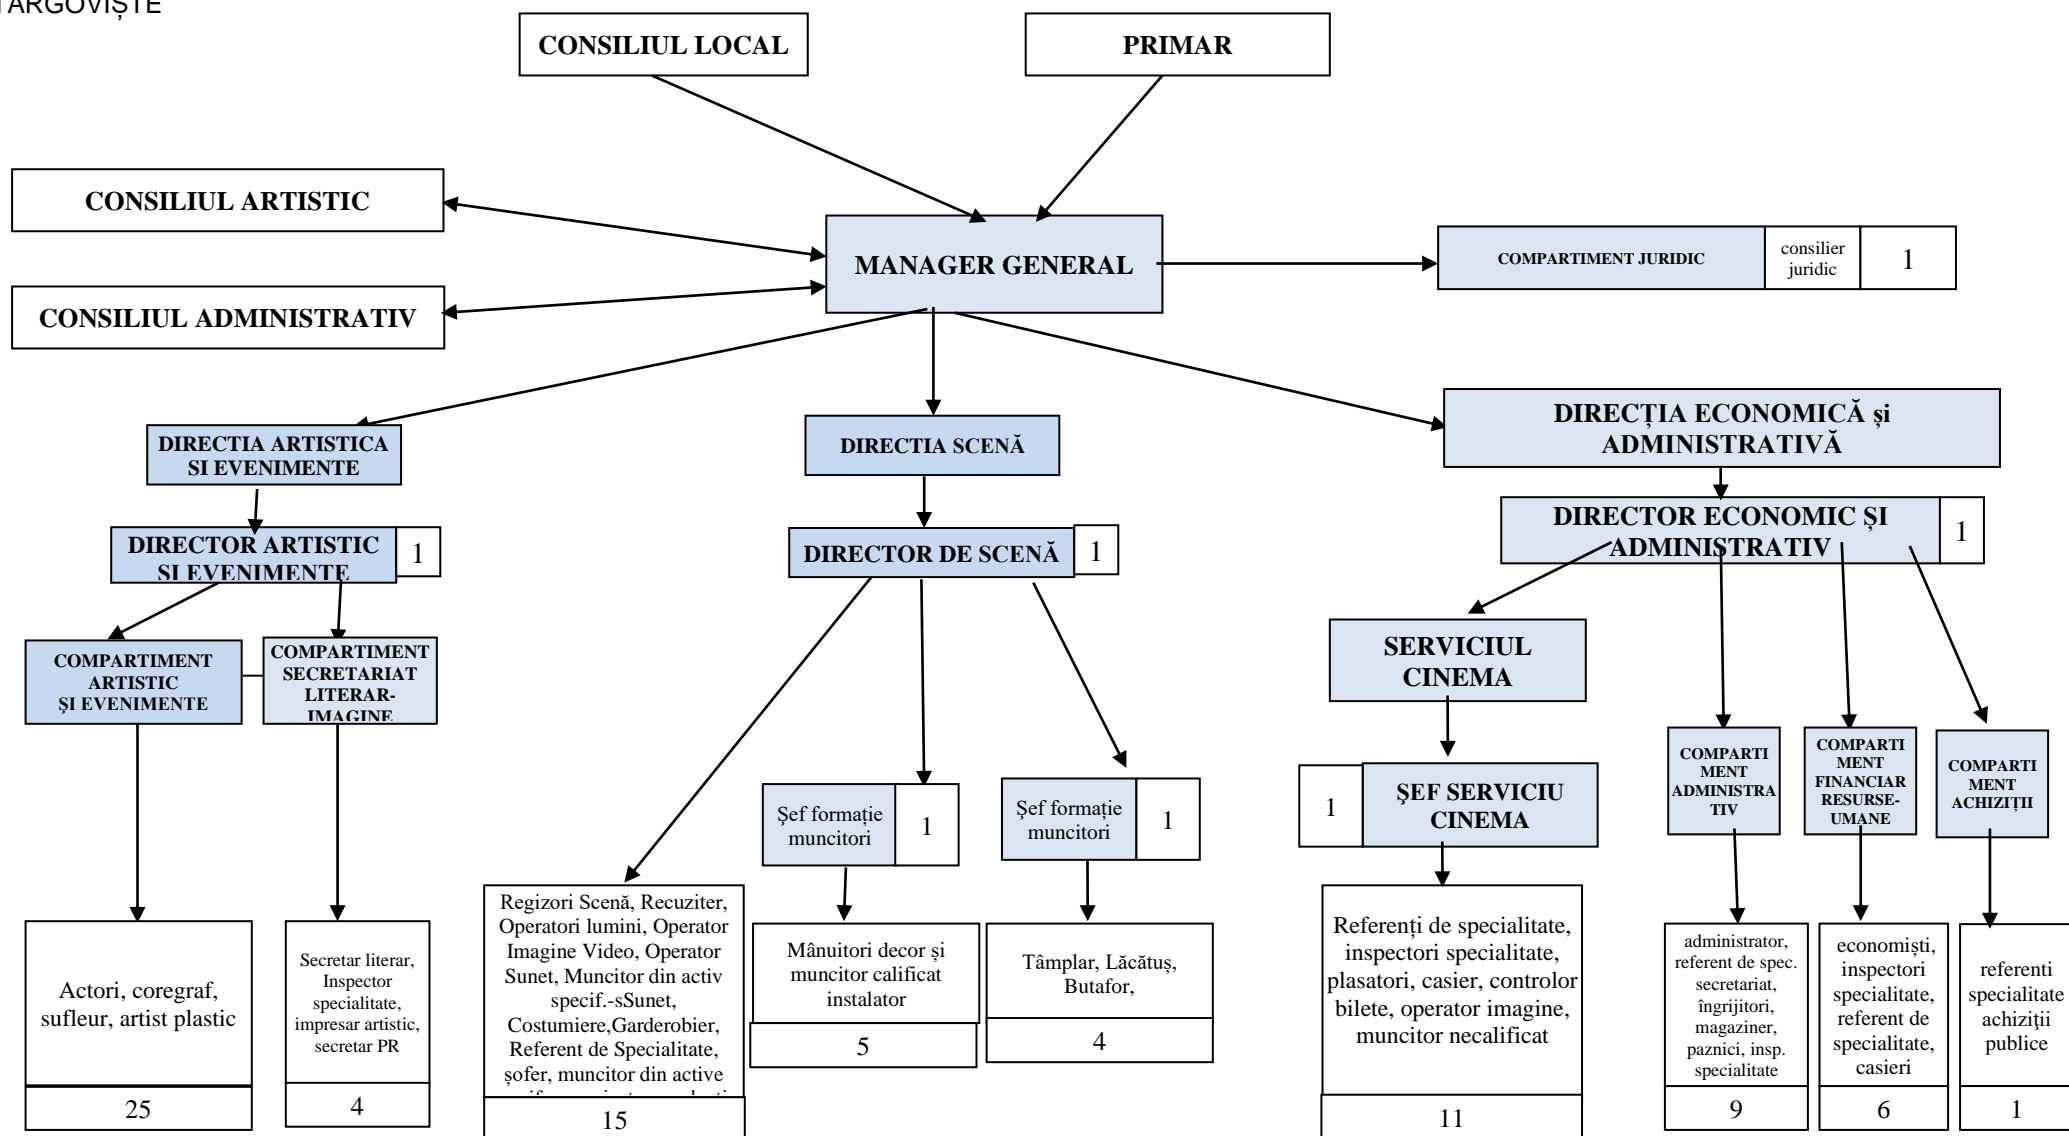 TÂRGOVIȘTE
CONSILIUL LOCAL
PRIMAR
CONSILIUL ARTISTIC
MANAGER GENERAL
COMPARTIMENT JURIDIC
consilier
juridic
1
CONSILIUL ADMINISTRATIV
DIRECTIA ARTISTICA
SI EVENIMENTE
DIRECTIA SCENĂ
DIRECȚIA ECONOMICĂ și
ADMINISTRATIVĂ
DIRECTOR ARTISTIC
SI EVENIMENTE
1
DIRECTOR DE SCENĂ
1
DIRECTOR ECONOMIC ȘI
ADMINISTRATIV
1
COMPARTIMENT
ARTISTIC
ŞI EVENIMENTE
COMPARTIMENT
SECRETARIAT
LITERAR-
IMAGINE
SERVICIUL
CINEMA
Şef formație
muncitori
1
Şef formație
muncitori
1
1
ŞEF SERVICIU
CINEMA
COMPARTI
MENT
ADMINISTRA
TIV
COMPARTI
MENT
FINANCIAR
RESURSE-
UMANE
COMPARTI
MENT
ACHIZIȚII
Actori, coregraf,
sufleur, artist plastic
25
Secretar literar,
Inspector
specialitate,
impresar artistic,
secretar PR
4
Regizori Scenă, Recuziter,
Operatori lumini, Operator
Imagine Video, Operator
Sunet, Muncitor din activ
specif.-sSunet,
Costumiere,Garderobier,
Referent de Specialitate,
șofer, muncitor din active
15
Mânuitori decor și
muncitor calificat
instalator
5
Tâmplar, Lăcătuș,
Butafor,
4
Referenți de specialitate,
inspectori specialitate,
plasatori, casier, controlor
bilete, operator imagine,
muncitor necalificat
11
administrator,
referent de spec.
secretariat,
îngrijitori,
magaziner,
paznici, insp.
specialitate
9
economiști,
inspectori
specialitate,
referent de
specialitate,
casieri
6
referenti
specialitate
achiziţii
publice
1